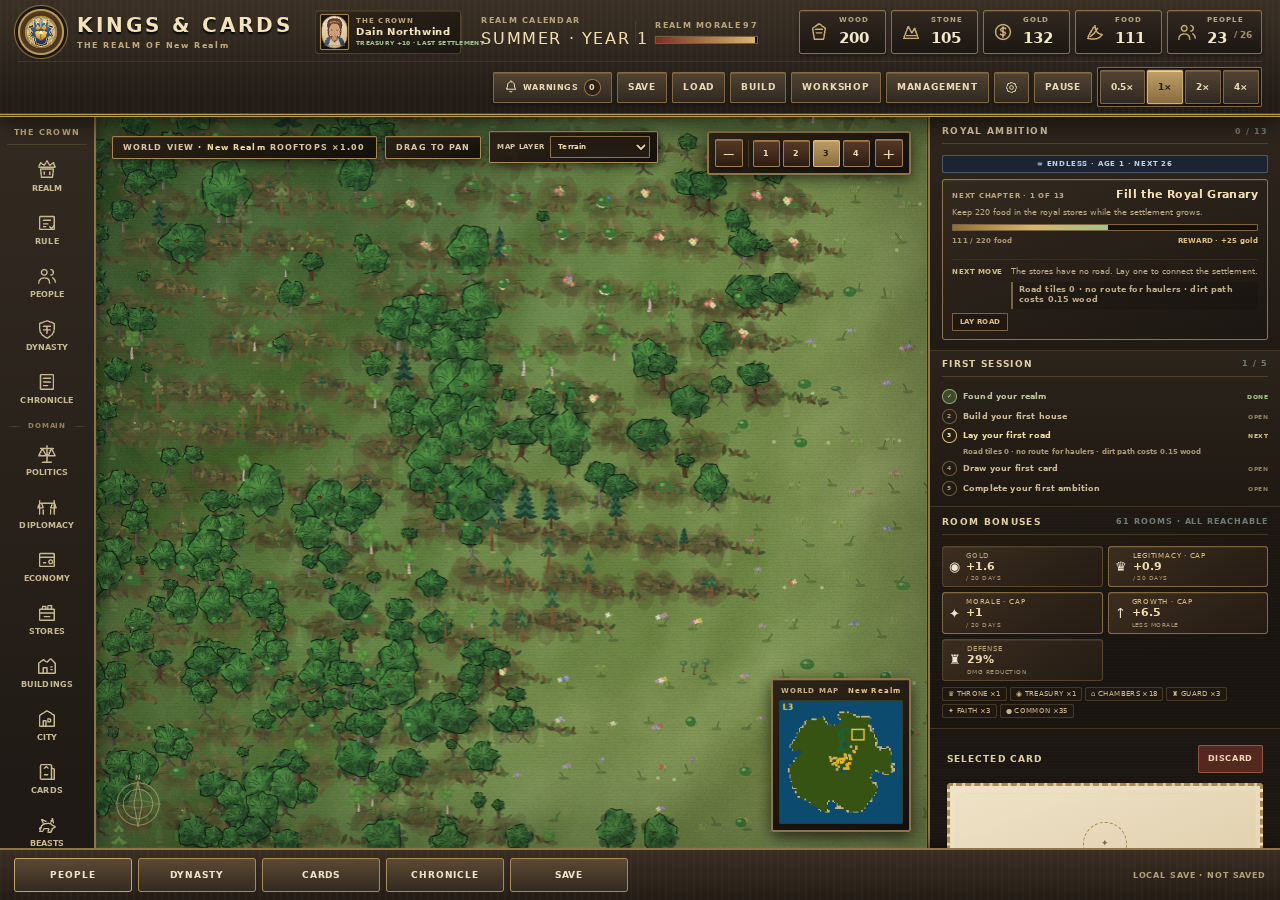 KINGS & CARDS
THE REALM OF New Realm
THE CROWN
Dain Northwind
TREASURY +10 · LAST SETTLEMENT
REALM CALENDAR
SUMMER · YEAR 1
REALM MORALE 97
WOOD
200
STONE
105
GOLD
132
FOOD
111
PEOPLE
23 / 26
WARNINGS 0
SAVE
LOAD
BUILD
WORKSHOP
MANAGEMENT
PAUSE
0.5×
1×
2×
4×
THE CROWN
REALM
RULE
PEOPLE
DYNASTY
CHRONICLE
DOMAIN
POLITICS
DIPLOMACY
ECONOMY
STORES
BUILDINGS
CITY
CARDS
BEASTS
WORLD VIEW · New Realm ROOFTOPS ×1.00
DRAG TO PAN
MAP LAYER
Terrain
—
1
2
3
4
+
N
WORLD MAP New Realm
L3
ROYAL AMBITION 0 / 13
∞ ENDLESS · AGE 1 · NEXT 26
NEXT CHAPTER · 1 OF 13
Fill the Royal Granary
Keep 220 food in the royal stores while the settlement grows.
111 / 220 food
REWARD · +25 gold
NEXT MOVE The stores have no road. Lay one to connect the settlement.
Road tiles 0 · no route for haulers · dirt path
costs 0.15 wood
LAY ROAD
FIRST SESSION 1 / 5
✓ Found your realm DONE
2 Build your first house OPEN
3 Lay your first road NEXT
Road tiles 0 · no route for haulers · dirt path costs 0.15 wood
4 Draw your first card OPEN
5 Complete your first ambition OPEN
ROOM BONUSES 61 ROOMS · ALL REACHABLE
GOLD
+1.6
/ 20 DAYS
LEGITIMACY · CAP
+0.9
/ 20 DAYS
MORALE · CAP
+1
/ 20 DAYS
GROWTH · CAP
+6.5
LESS MORALE
DEFENSE
29%
DMG REDUCTION
THRONE ×1
TREASURY ×1
CHAMBERS ×18
GUARD ×3
FAITH ×3
COMMON ×35
SELECTED CARD
DISCARD
PEOPLE
DYNASTY
CARDS
CHRONICLE
SAVE
LOCAL SAVE · NOT SAVED